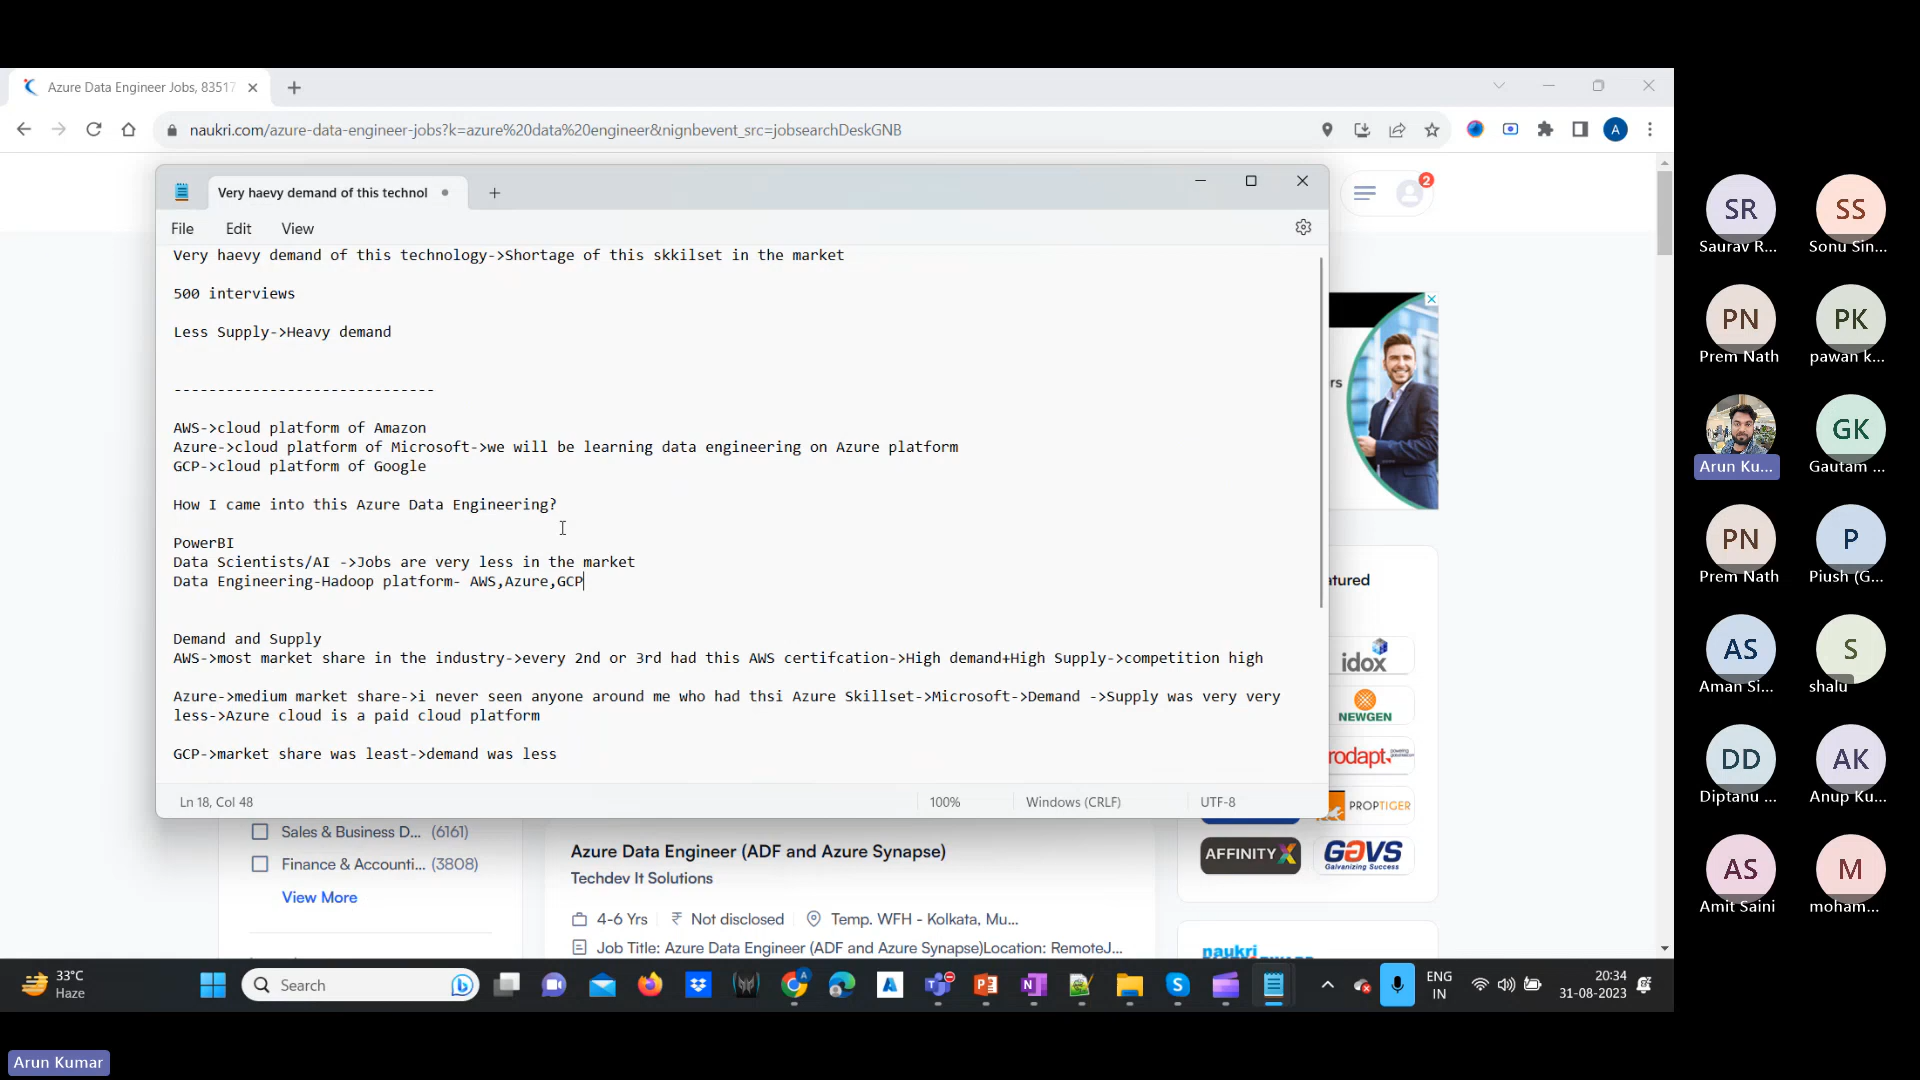 Azure Data Engineer Jobs, 83517
naukri.com/azure-data-engineer-jobs?k=azure%20data%20engineer&nignbevent_src=jobsearchDeskGNB
A
Very haevy demand of this technol
File Edit View
2
Very haevy demand of this technology->Shortage of this skkilset in the market
500 interviews
Less Supply->Heavy demand
------------------------------
AWS->cloud platform of Amazon
Azure->cloud platform of Microsoft->we will be learning data engineering on Azure platform
GCP->cloud platform of Google
How I came into this Azure Data Engineering?
PowerBI
Data Scientists/AI ->Jobs are very less in the market
Data Engineering-Hadoop platform- AWS,Azure,GCP
Demand and Supply
AWS->most market share in the industry->every 2nd or 3rd had this AWS certifcation->High demand+High Supply->competition high
Azure->medium market share->i never seen anyone around me who had thsi Azure Skillset->Microsoft->Demand ->Supply was very very
less->Azure cloud is a paid cloud platform
GCP->market share was least->demand was less
Ln 18, Col 48 100% Windows (CRLF) UTF-8
rs
atured
idox
NEWGEN
rodapt
PROPTIGER
AFFINITYX
GAVS
Galvanizing Success
naukri
Sales & Business D... (6161)
Finance & Accounti... (3808)
View More
Azure Data Engineer (ADF and Azure Synapse)
Techdev It Solutions
4-6 Yrs ₹ Not disclosed Temp. WFH - Kolkata, Mu...
Job Title: Azure Data Engineer (ADF and Azure Synapse)Location: RemoteJ...
33°C
Haze
Search
ENG
IN
20:34
31-08-2023
SR
Saurav R...
SS
Sonu Sin...
PN
Prem Nath
PK
pawan k...
Arun Ku...
GK
Gautam ...
PN
Prem Nath
P
Piush (G...
AS
Aman Si...
S
shalu
DD
Diptanu ...
AK
Anup Ku...
AS
Amit Saini
M
moham...
Arun Kumar